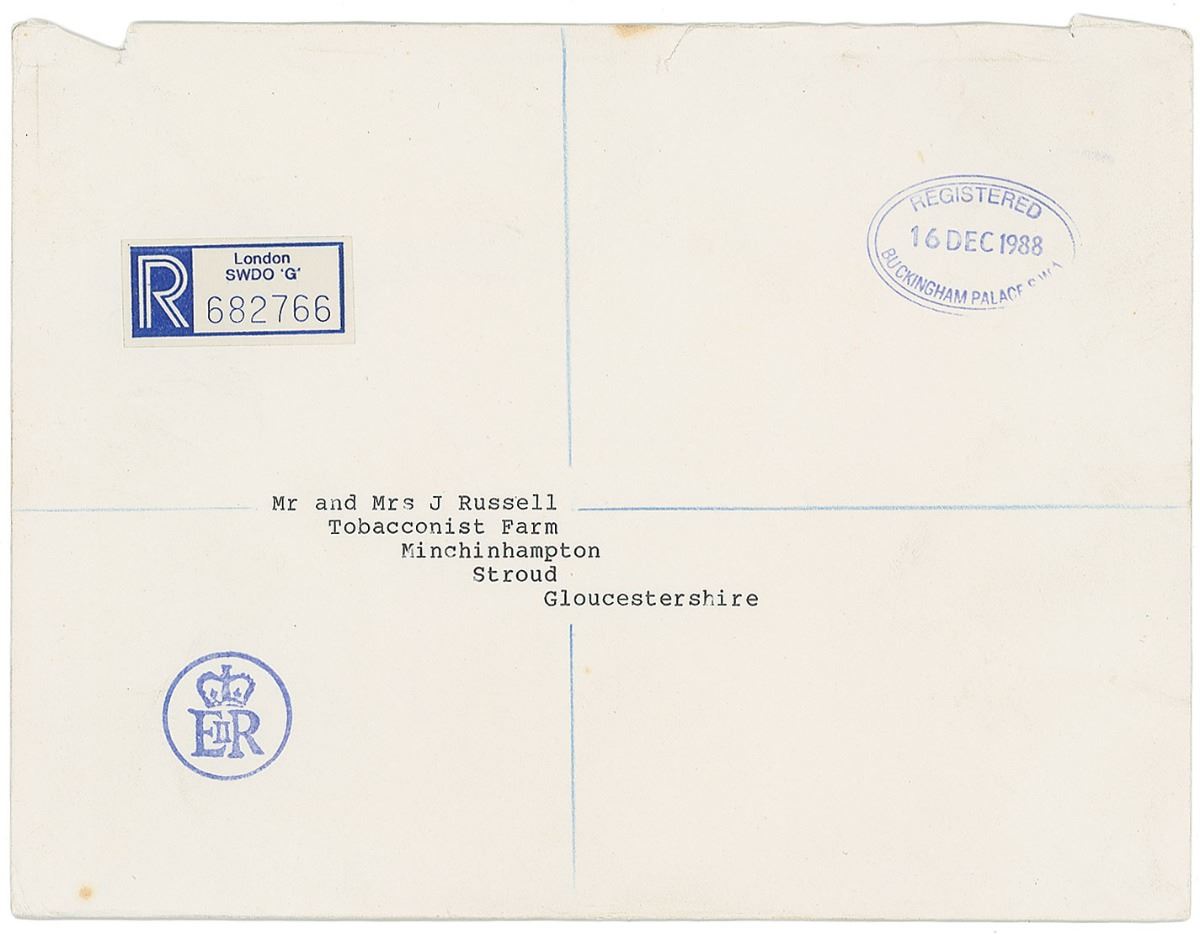 REGISTERED
16 DEC 1988
BUCKINGHAM PALACE S.W.1
R
London
SWDO 'G'
682766
Mr and Mrs J Russell
Tobacconist Farm
Minchinhampton
Stroud
Gloucestershire
EIIR